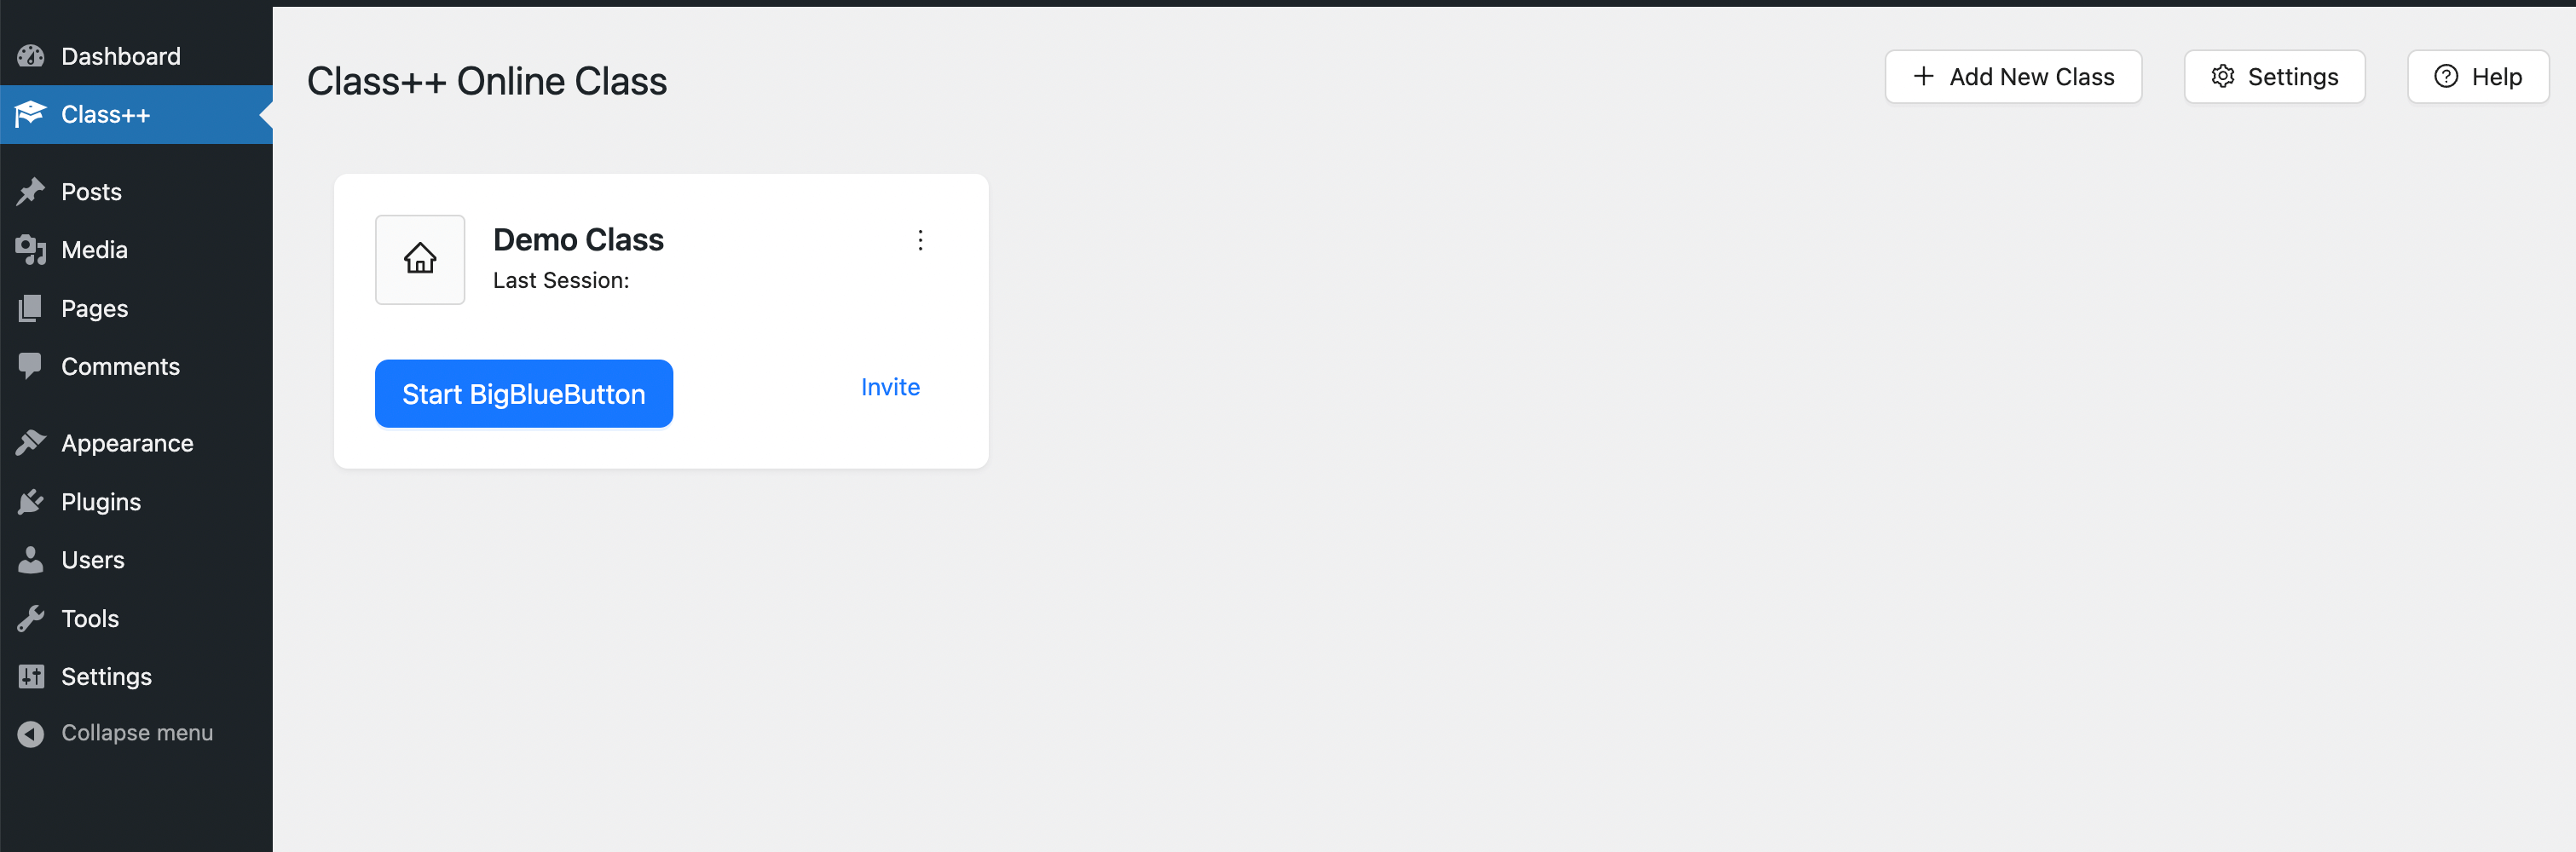 Dashboard
Class++
Posts
Media
Pages
Comments
Appearance
Plugins
Users
Tools
Settings
Collapse menu
Class++ Online Class
Add New Class
Settings
Help
Demo Class
Last Session:
Start BigBlueButton
Invite